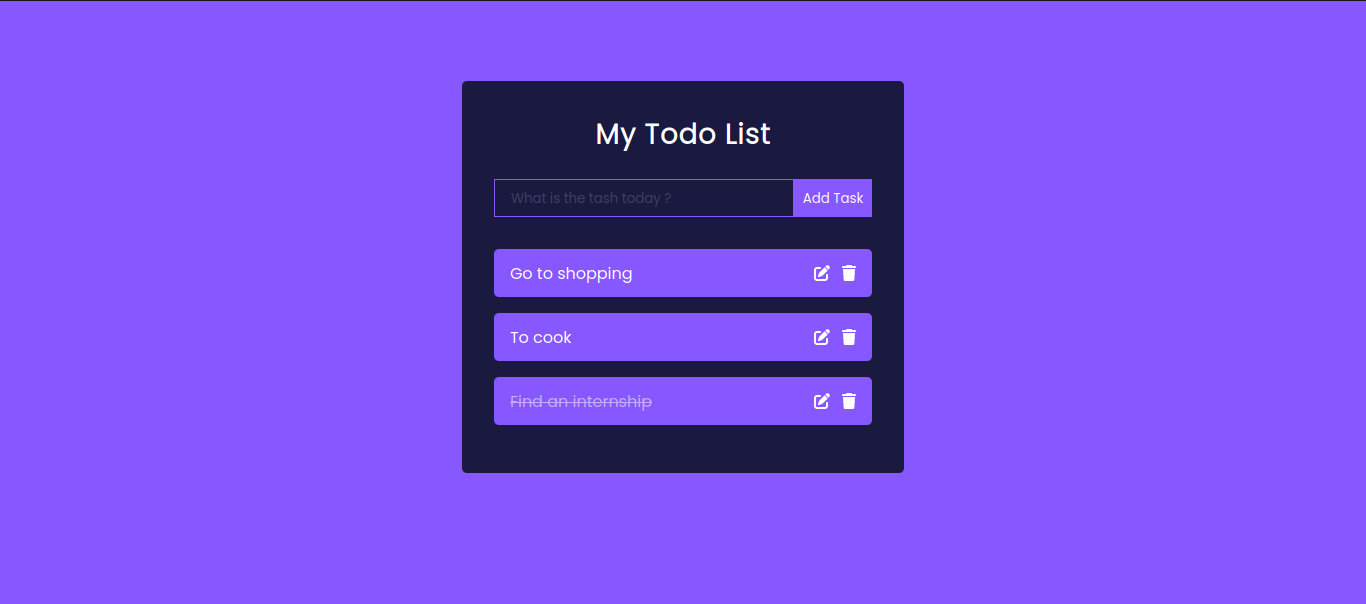 My Todo List
What is the tash today ?
Add Task
Go to shopping
To cook
Find an internship